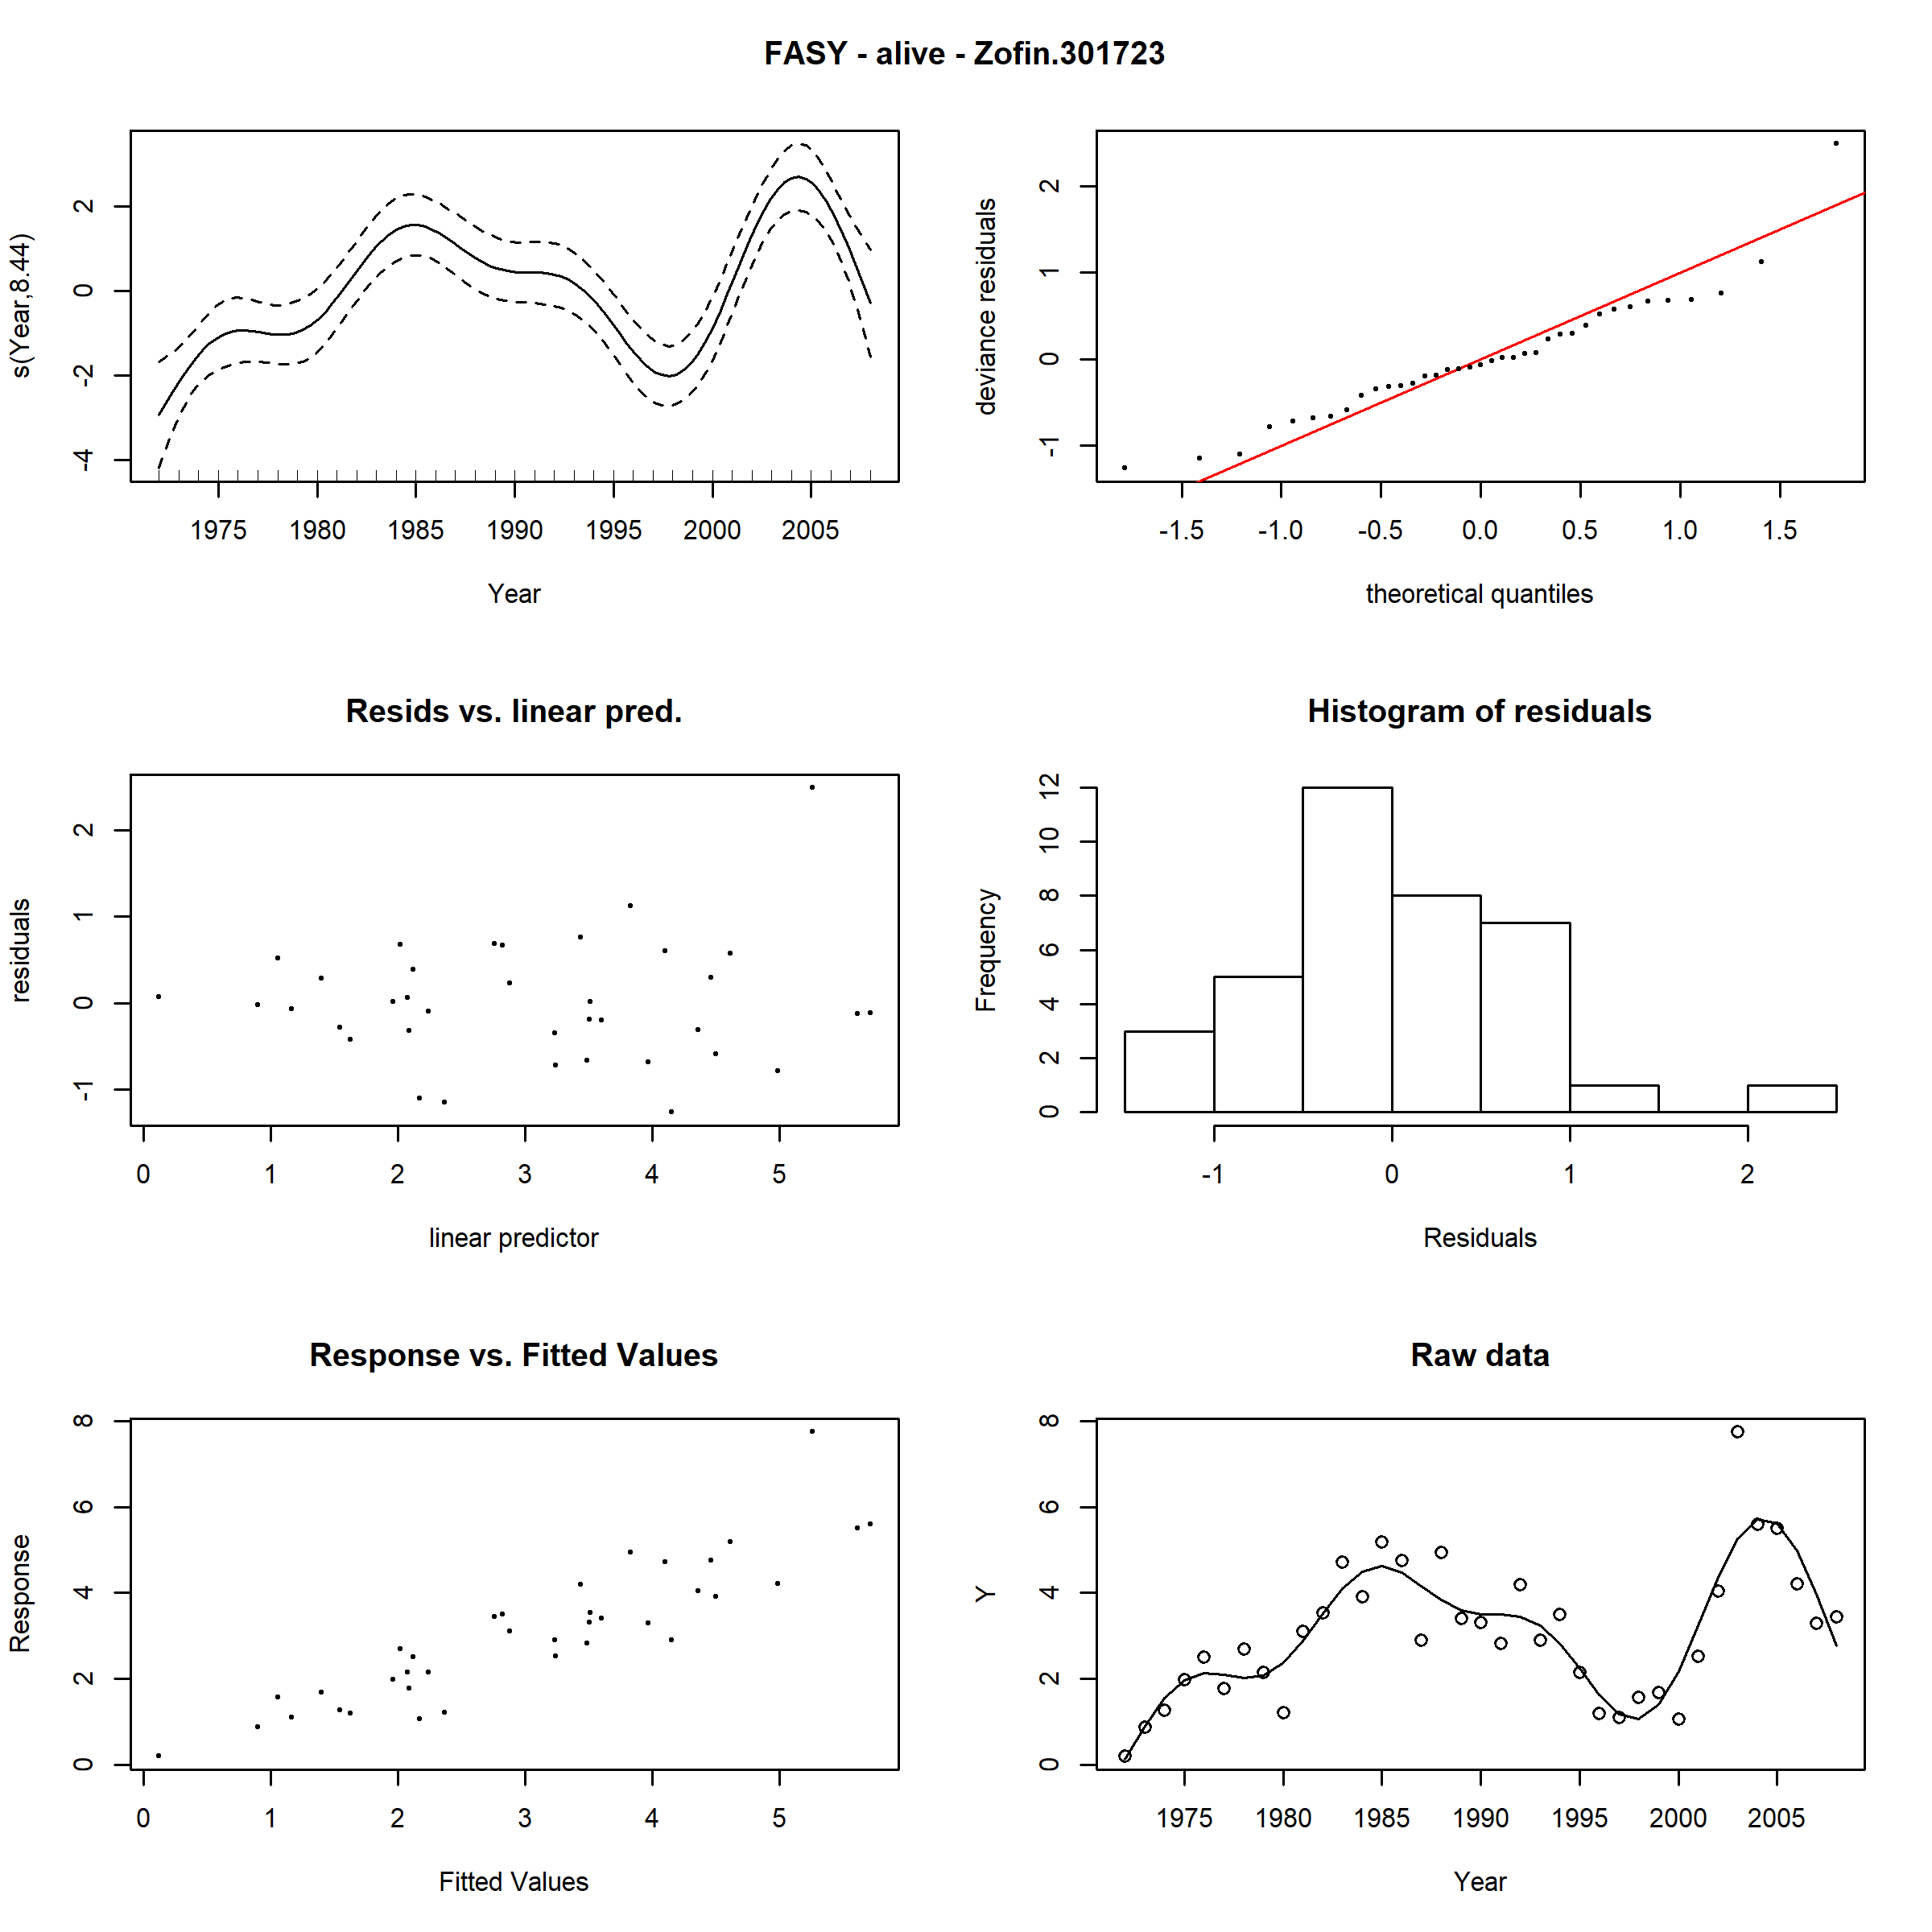 FASY - alive - Zofin.301723
s(Year,8.44)
2
0
-2
-4
1975 1980 1985 1990 1995 2000 2005
Year
deviance residuals
2
1
0
-1
-1.5 -1.0 -0.5 0.0 0.5 1.0 1.5
theoretical quantiles
Resids vs. linear pred.
residuals
2
1
0
-1
0 1 2 3 4 5
linear predictor
Histogram of residuals
Frequency
12
10
8
6
4
2
0
-1 0 1 2
Residuals
Response vs. Fitted Values
Response
8
6
4
2
0
0 1 2 3 4 5
Fitted Values
Raw data
Y
8
6
4
2
0
1975 1980 1985 1990 1995 2000 2005
Year